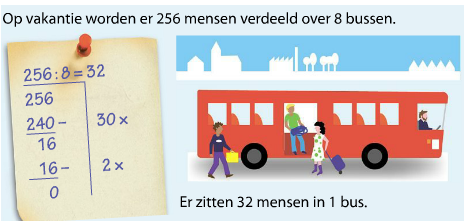 Op vakantie worden er 256 mensen verdeeld over 8 bussen.
256 : 8 = 32
256
240 – 30 x
16
16 – 2 x
0
Er zitten 32 mensen in 1 bus.